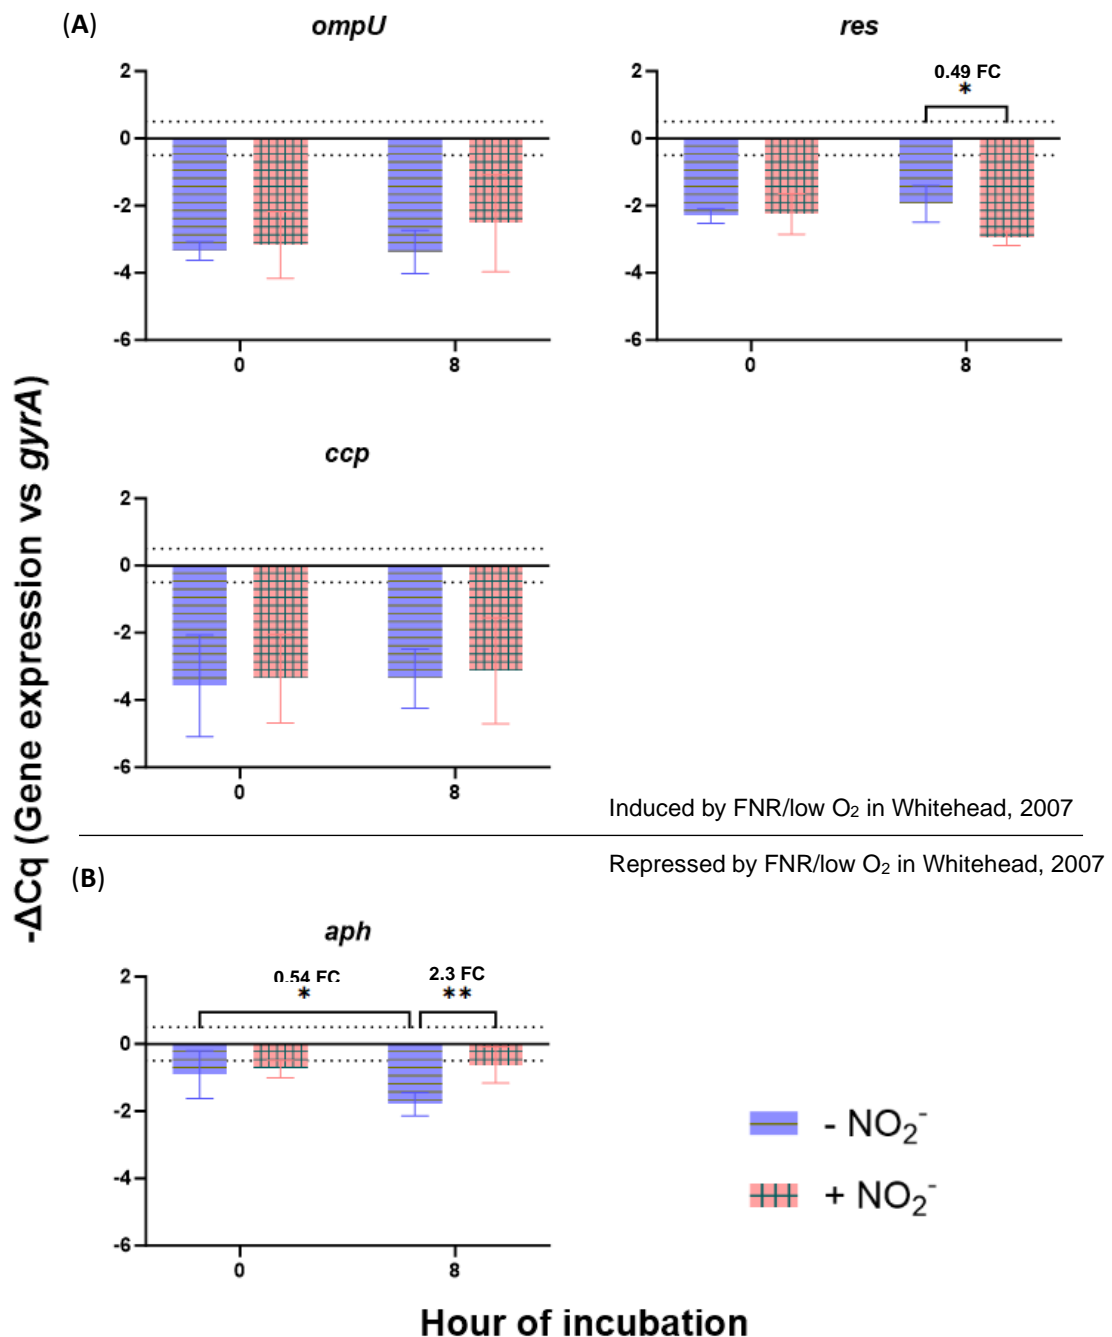 (A)
ompU
res
2
0
-2
-4
-6
0
8
2
0
-2
-4
-6
0.49 FC
*
0
8
ccp
2
0
-2
-4
-6
0
8
Induced by FNR/low O₂ in Whitehead, 2007
Repressed by FNR/low O₂ in Whitehead, 2007
(B)
aph
2
0
-2
-4
-6
0.54 FC
*
2.3 FC
**
0
8
-ΔCq (Gene expression vs gyrA)
- NO₂⁻
+ NO₂⁻
Hour of incubation